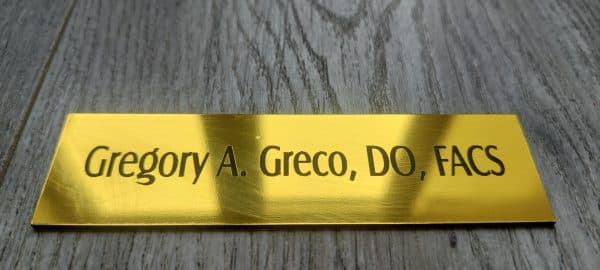 Gregory A. Greco, DO, FACS